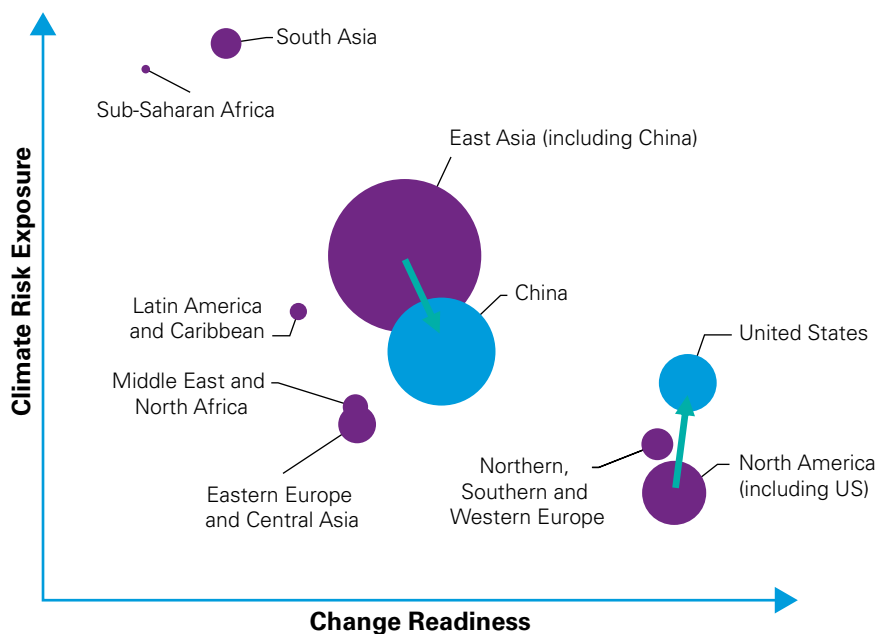 South Asia
Sub-Saharan Africa
East Asia (including China)
China
Latin America
and Caribbean
United States
Middle East and
North Africa
Northern,
Southern and
Western Europe
North America
(including US)
Eastern Europe
and Central Asia
Climate Risk Exposure
Change Readiness